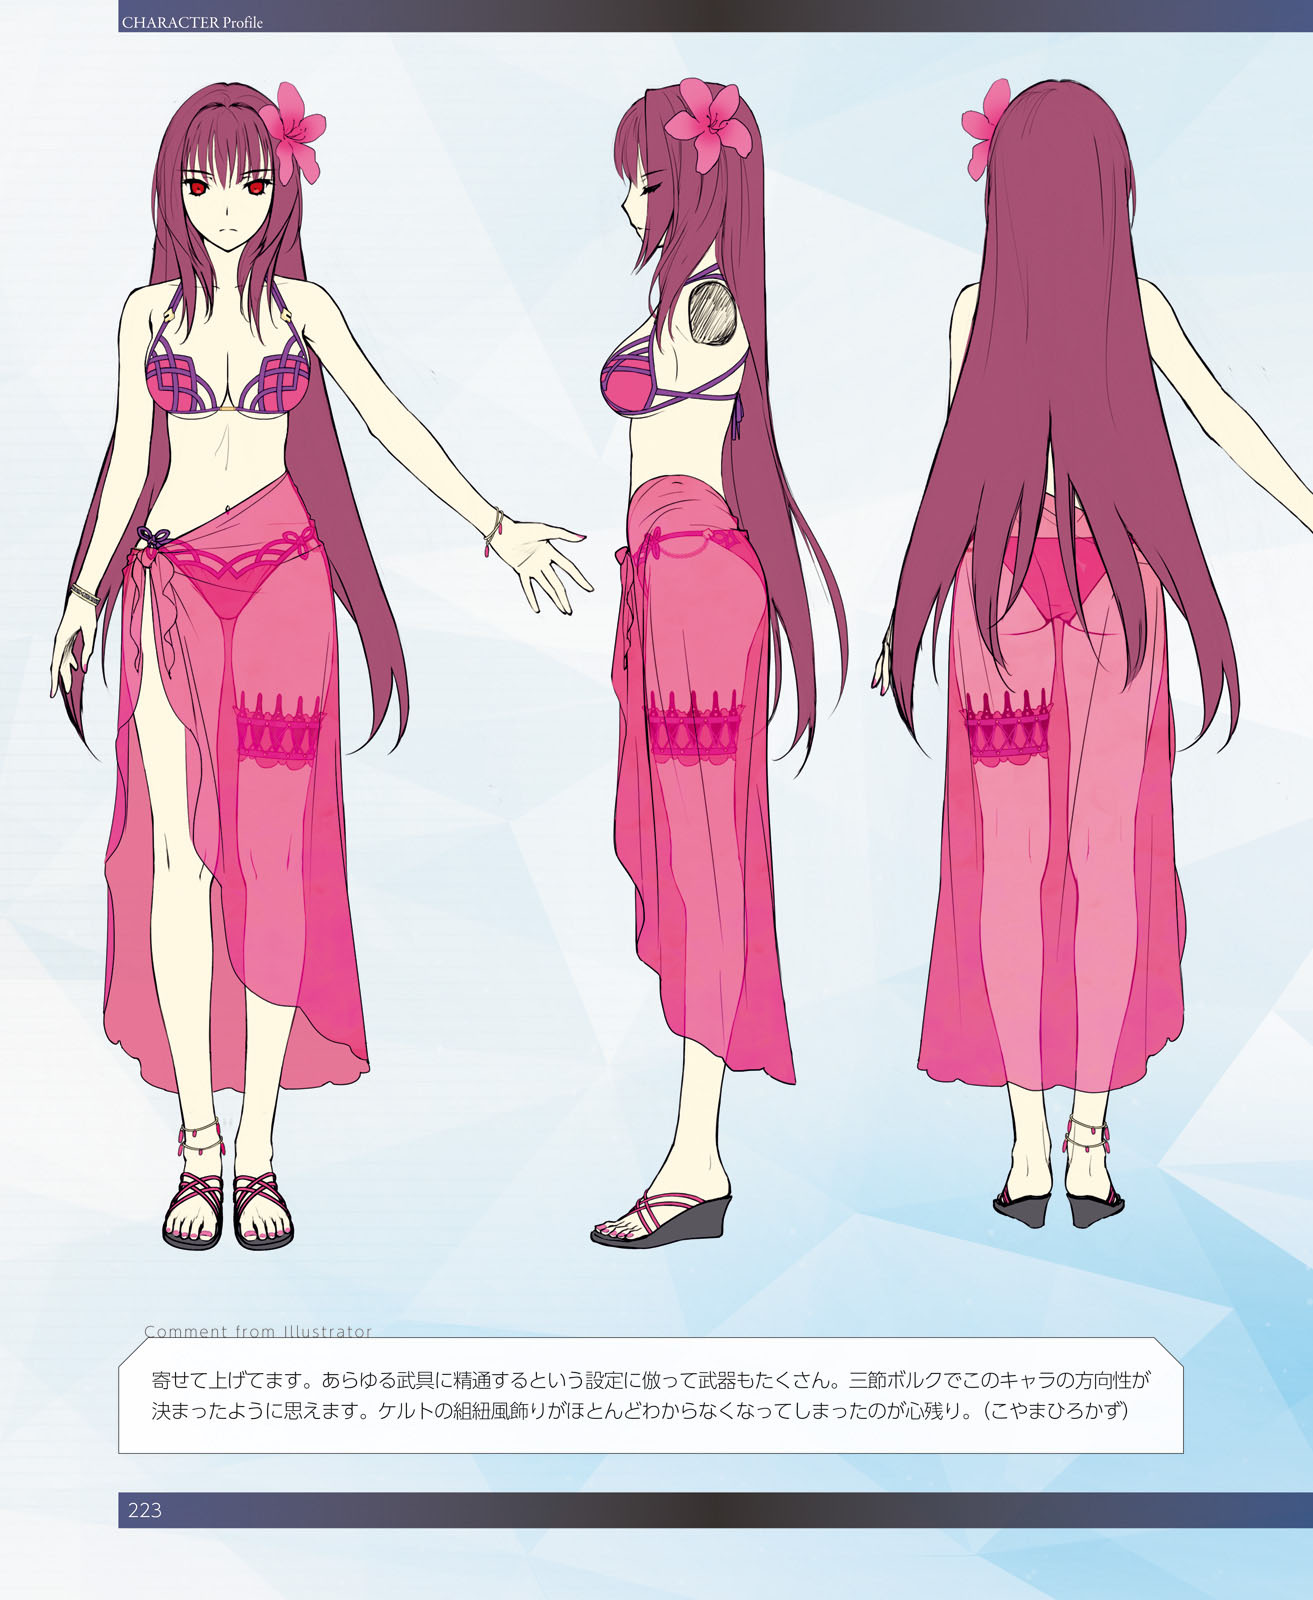 CHARACTER Profile
Comment from Illustrator
寄せて上げてます。あらゆる武具に精通するという設定に倣って武器もたくさん。三節ボルクでこのキャラの方向性が
決まったように思えます。ケルトの組紐風飾りがほとんどわからなくなってしまったのが心残り。（こやまひろかず）
223